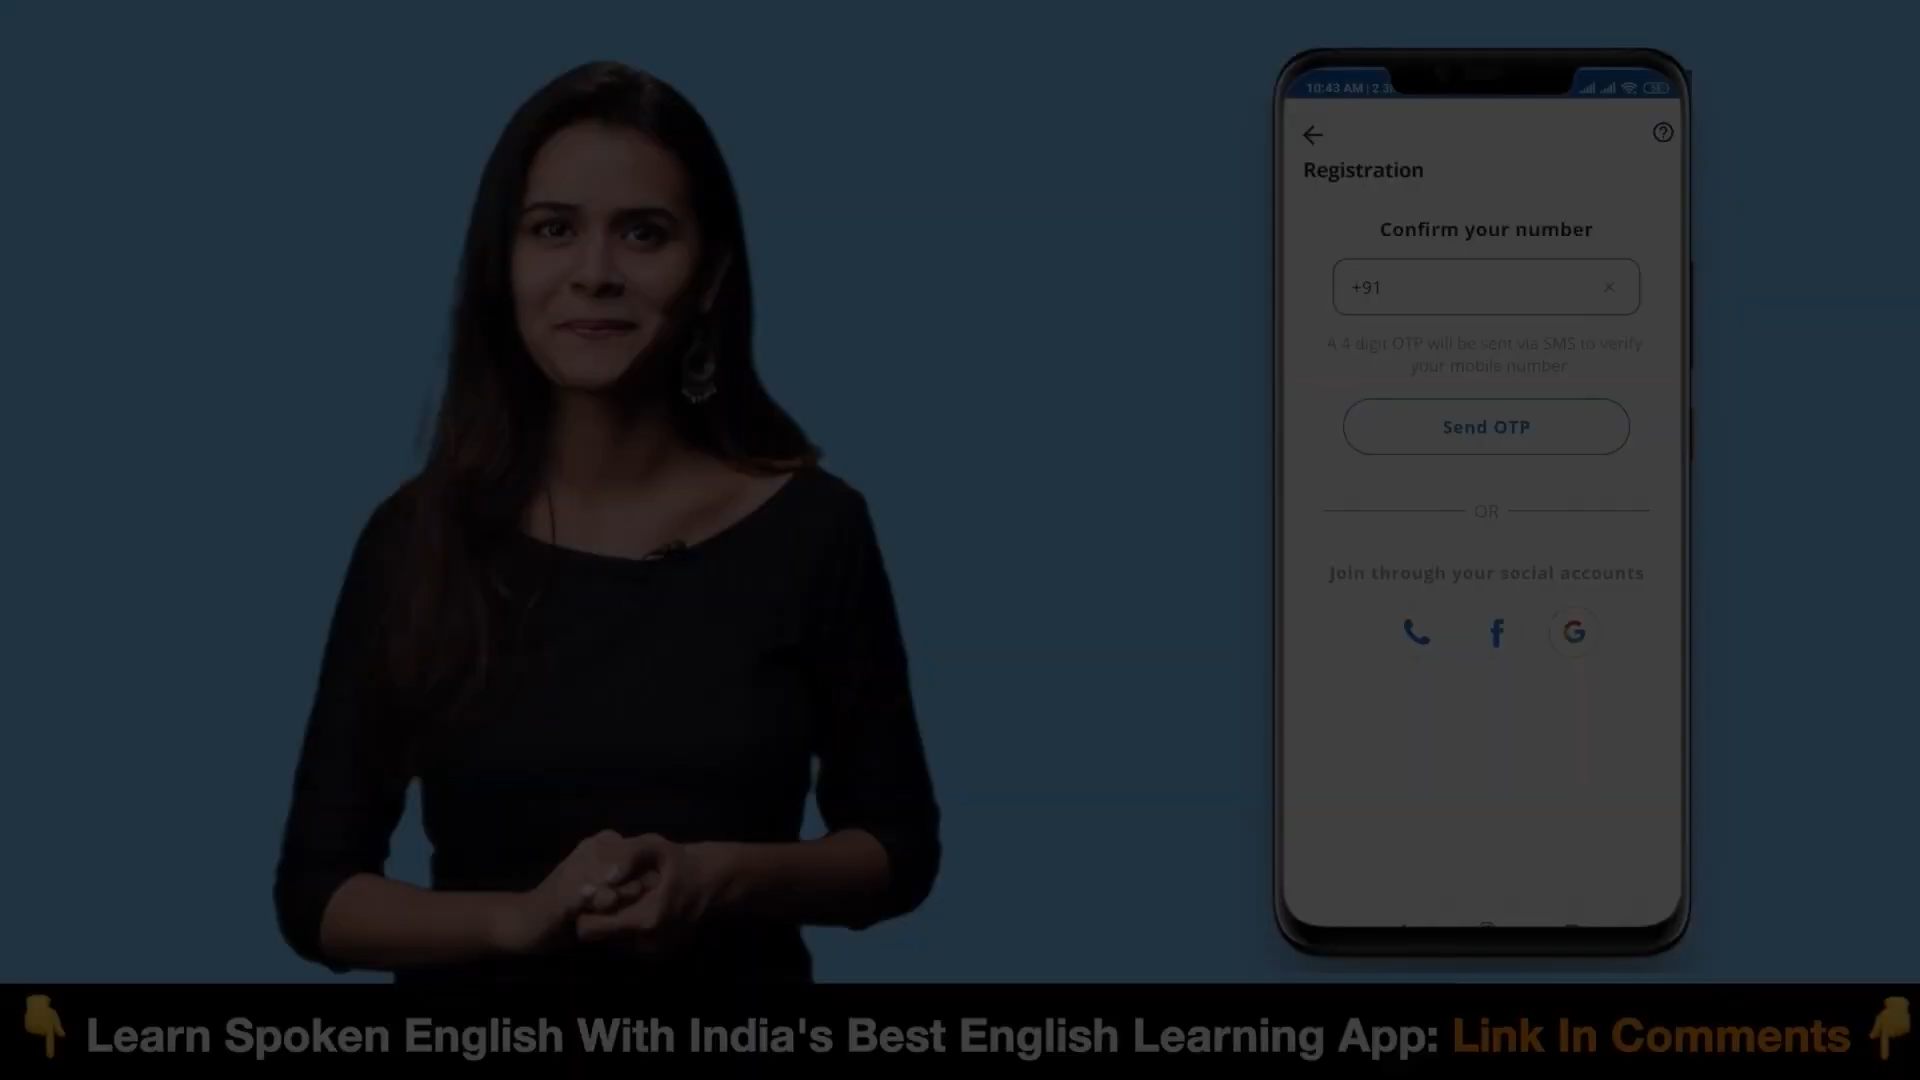 10:43 AM | 2.3
Registration
Confirm your number
+91
A 4 digit OTP will be sent via SMS to verify
your mobile number
Send OTP
OR
Join through your social accounts
Learn Spoken English With India's Best English Learning App: Link In Comments